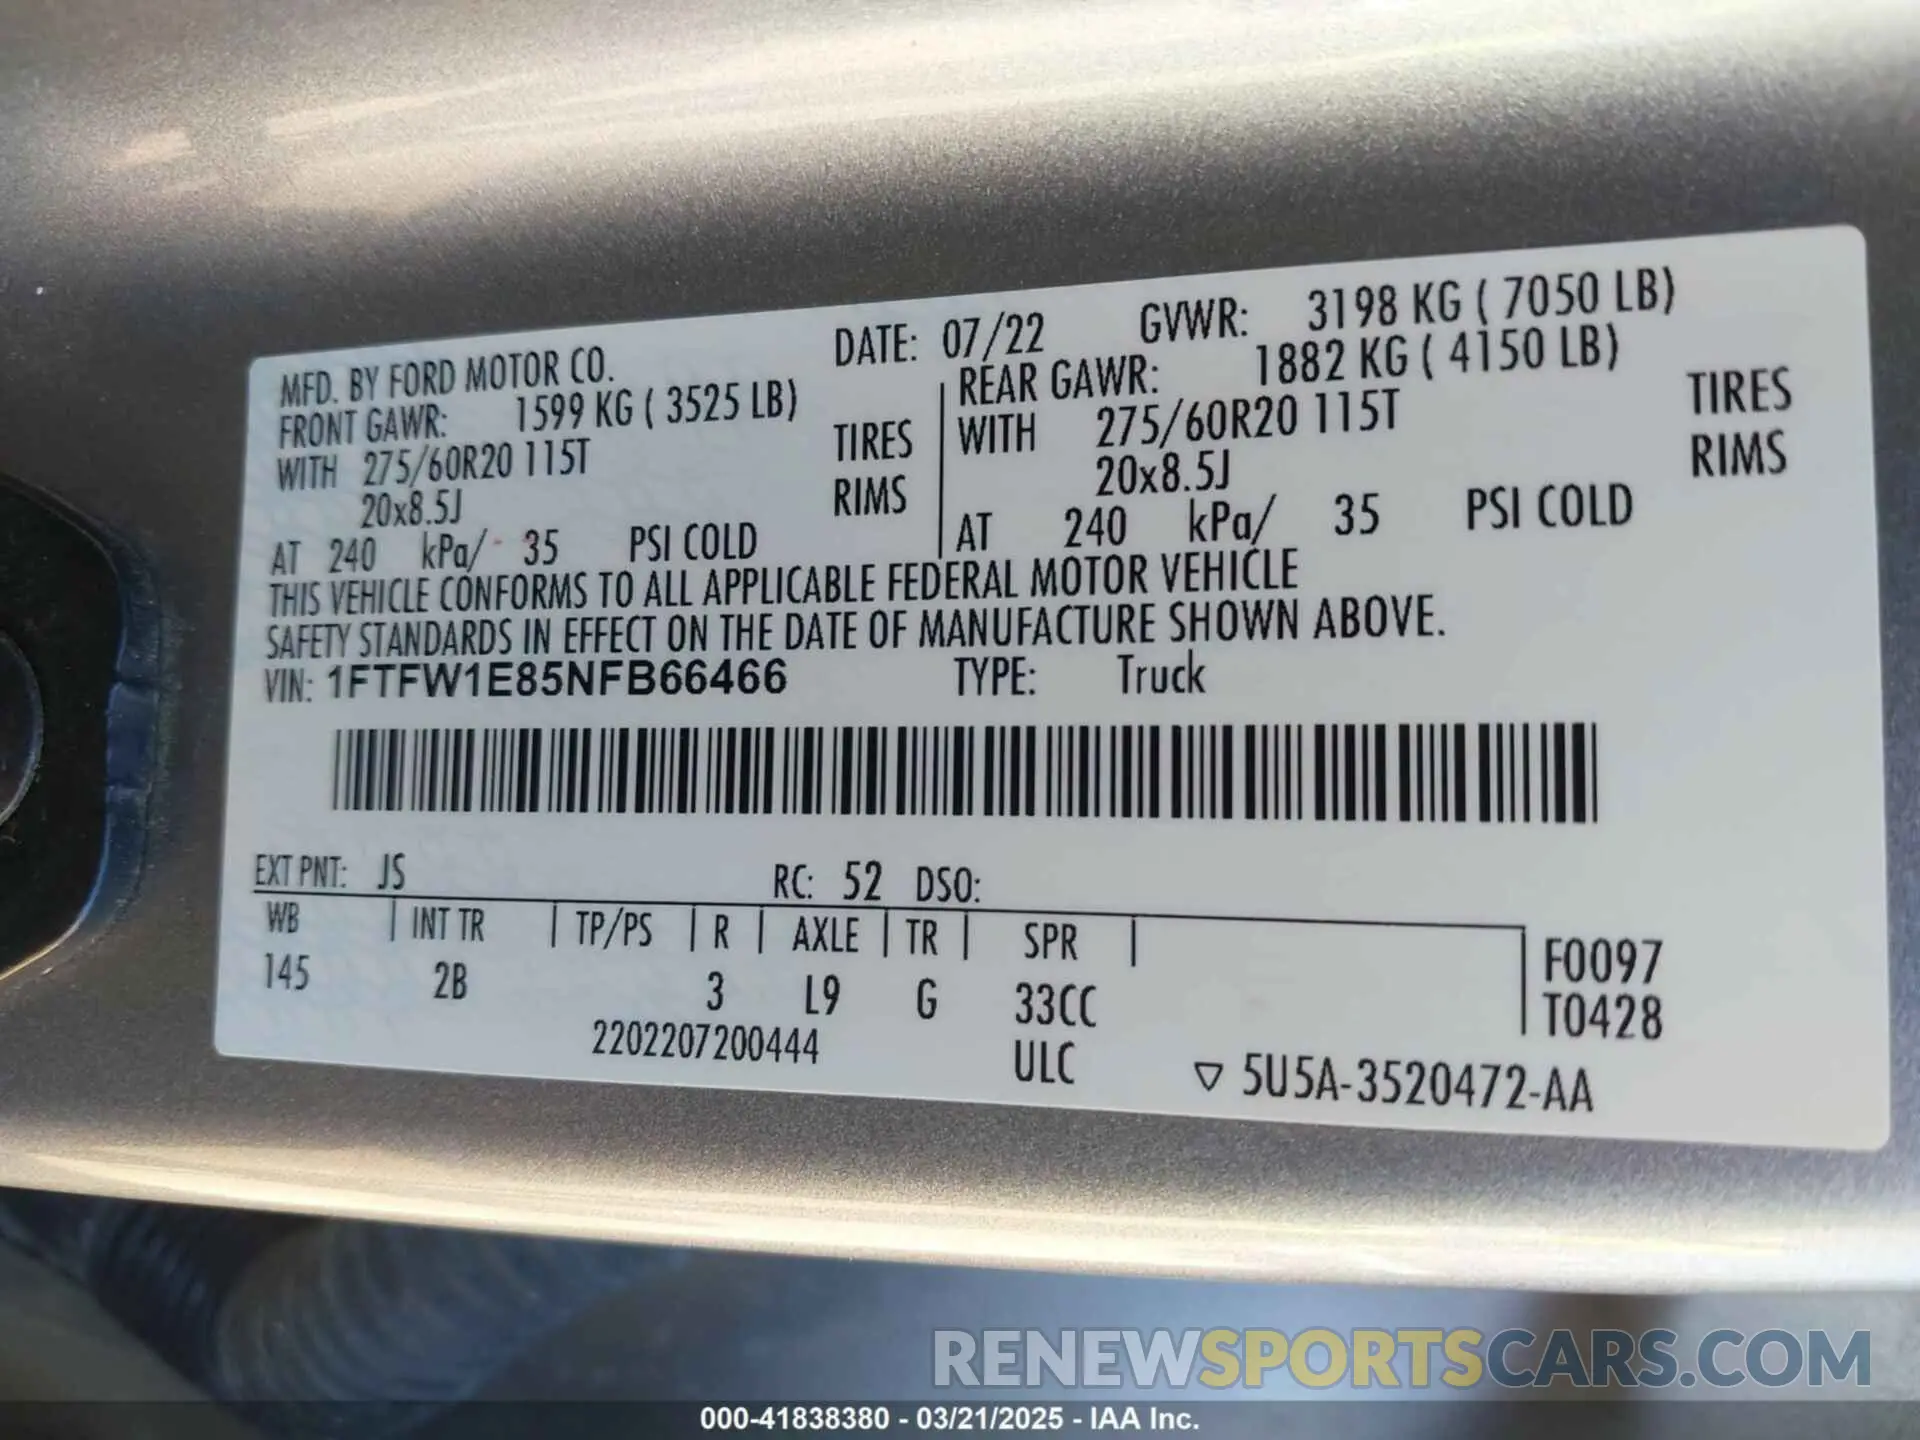 MFD. BY FORD MOTOR CO. DATE: 07/22 GVWR: 3198 KG ( 7050 LB)
FRONT GAWR: 1599 KG ( 3525 LB) REAR GAWR: 1882 KG ( 4150 LB)
WITH 275/60R20 115T TIRES WITH 275/60R20 115T TIRES
20x8.5J RIMS 20x8.5J RIMS
AT 240 kPa/ 35 PSI COLD AT 240 kPa/ 35 PSI COLD
THIS VEHICLE CONFORMS TO ALL APPLICABLE FEDERAL MOTOR VEHICLE
SAFETY STANDARDS IN EFFECT ON THE DATE OF MANUFACTURE SHOWN ABOVE.
VIN: 1FTFW1E85NFB66466 TYPE: Truck
EXT PNT: JS RC: 52 DSO:
WB | INT TR | TP/PS | R | AXLE | TR | SPR | F0097
145 2B 3 L9 G 33CC T0428
2202207200444 ULC ▽ 5U5A-3520472-AA
RENEWSPORTSCARS.COM
000-41838380 - 03/21/2025 - IAA Inc.